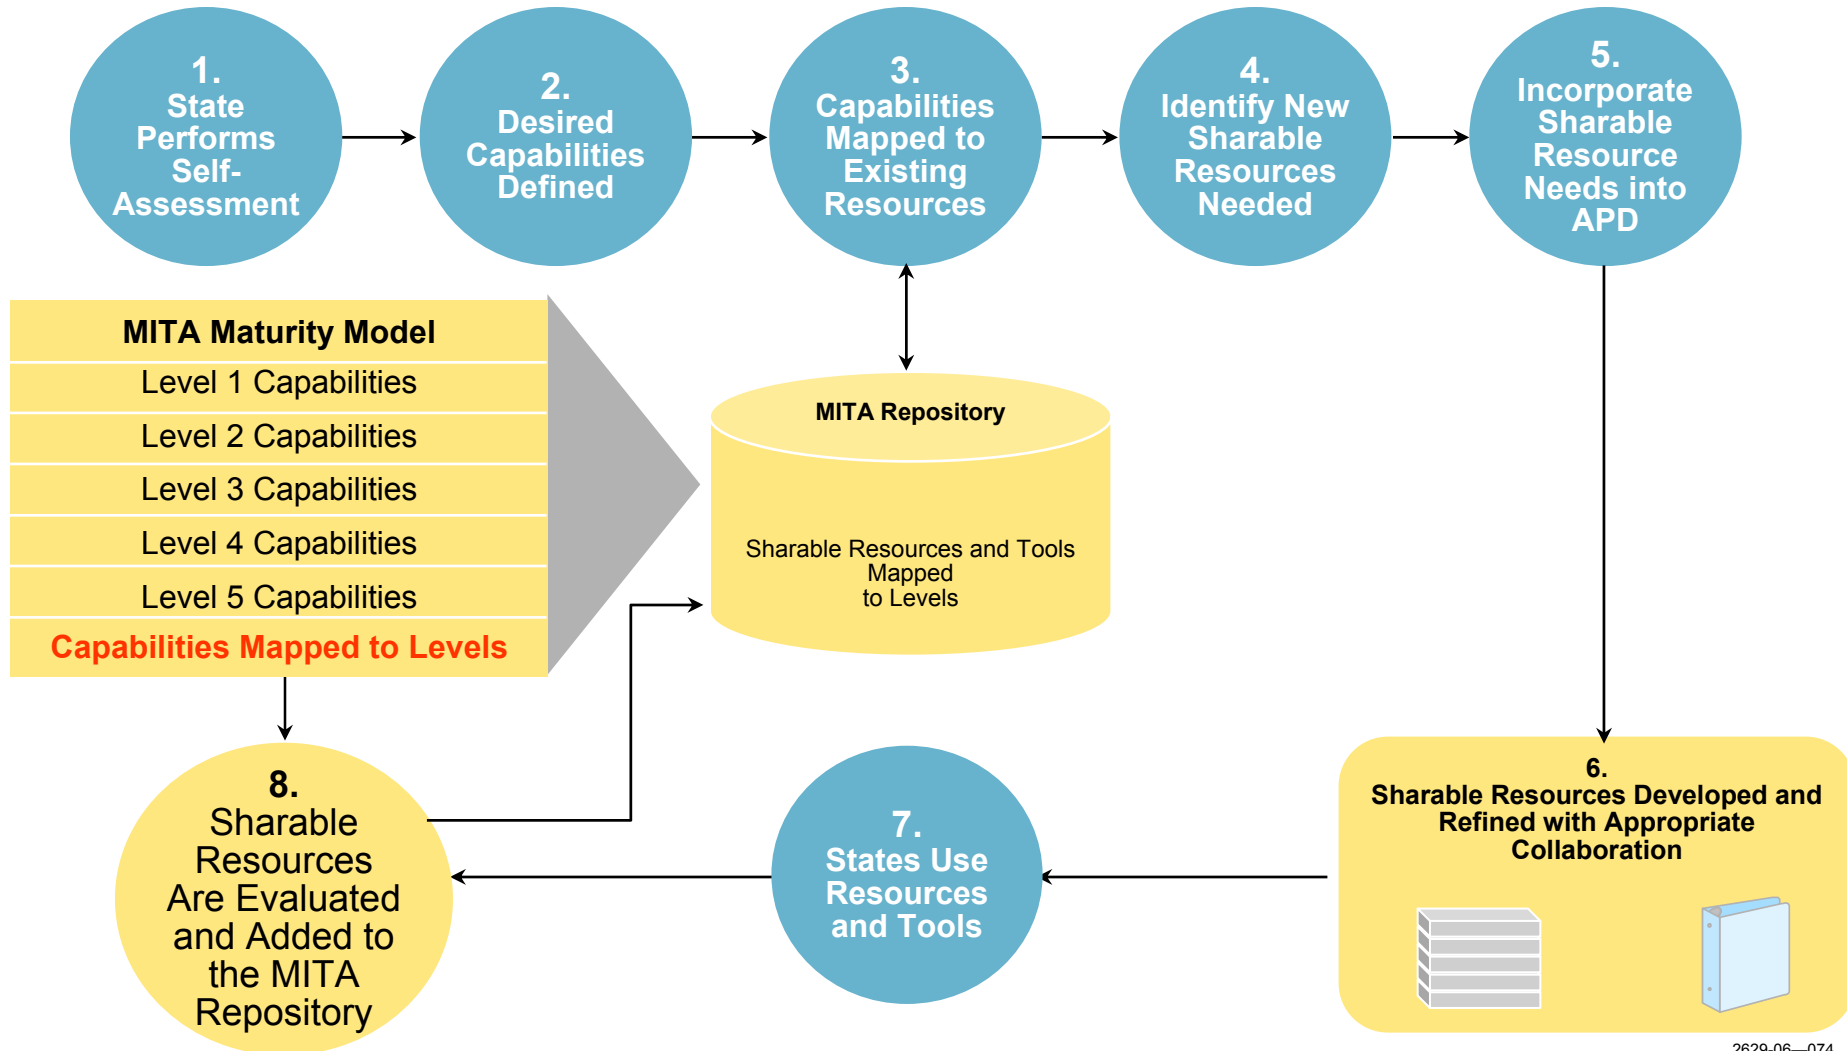 1.
State
Performs
Self-
Assessment
2.
Desired
Capabilities
Defined
3.
Capabilities
Mapped to
Existing
Resources
4.
Identify New
Sharable
Resources
Needed
5.
Incorporate
Sharable
Resource
Needs into
APD
MITA Maturity Model
Level 1 Capabilities
Level 2 Capabilities
Level 3 Capabilities
Level 4 Capabilities
Level 5 Capabilities
Capabilities Mapped to Levels
MITA Repository
Sharable Resources and Tools
Mapped
to Levels
6.
Sharable Resources Developed and
Refined with Appropriate
Collaboration
7.
States Use
Resources
and Tools
8.
Sharable
Resources
Are Evaluated
and Added to
the MITA
Repository
2629-06—074